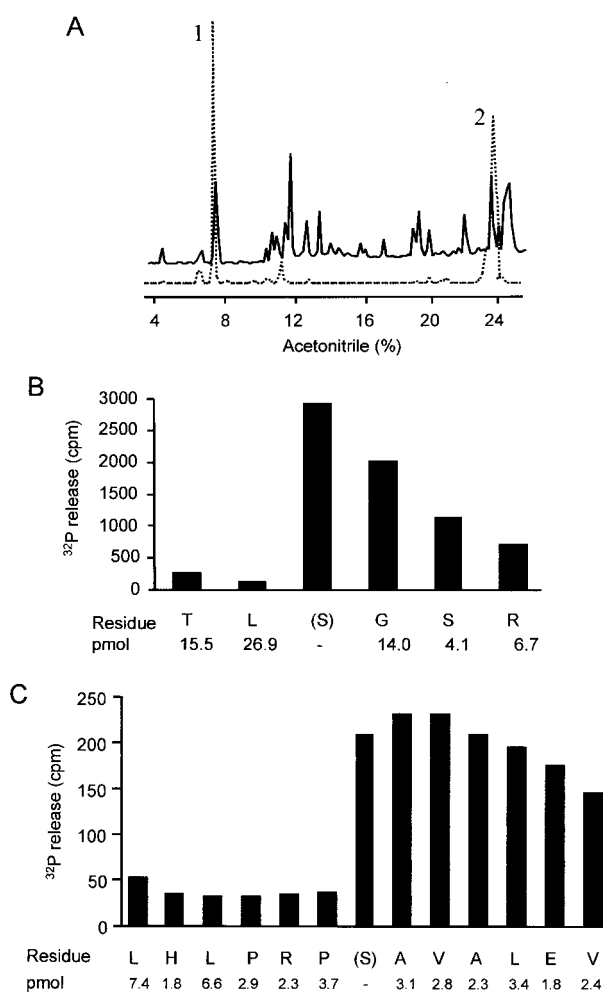 A
1
2
4 8 12 16 20 24
Acetonitrile (%)
B
³²P release (cpm)
3000
2500
2000
1500
1000
500
0
Residue T L (S) G S R
pmol 15.5 26.9 - 14.0 4.1 6.7
C
³²P release (cpm)
250
200
150
100
50
0
Residue L H L P R P (S) A V A L E V
pmol 7.4 1.8 6.6 2.9 2.3 3.7 - 3.1 2.8 2.3 3.4 1.8 2.4